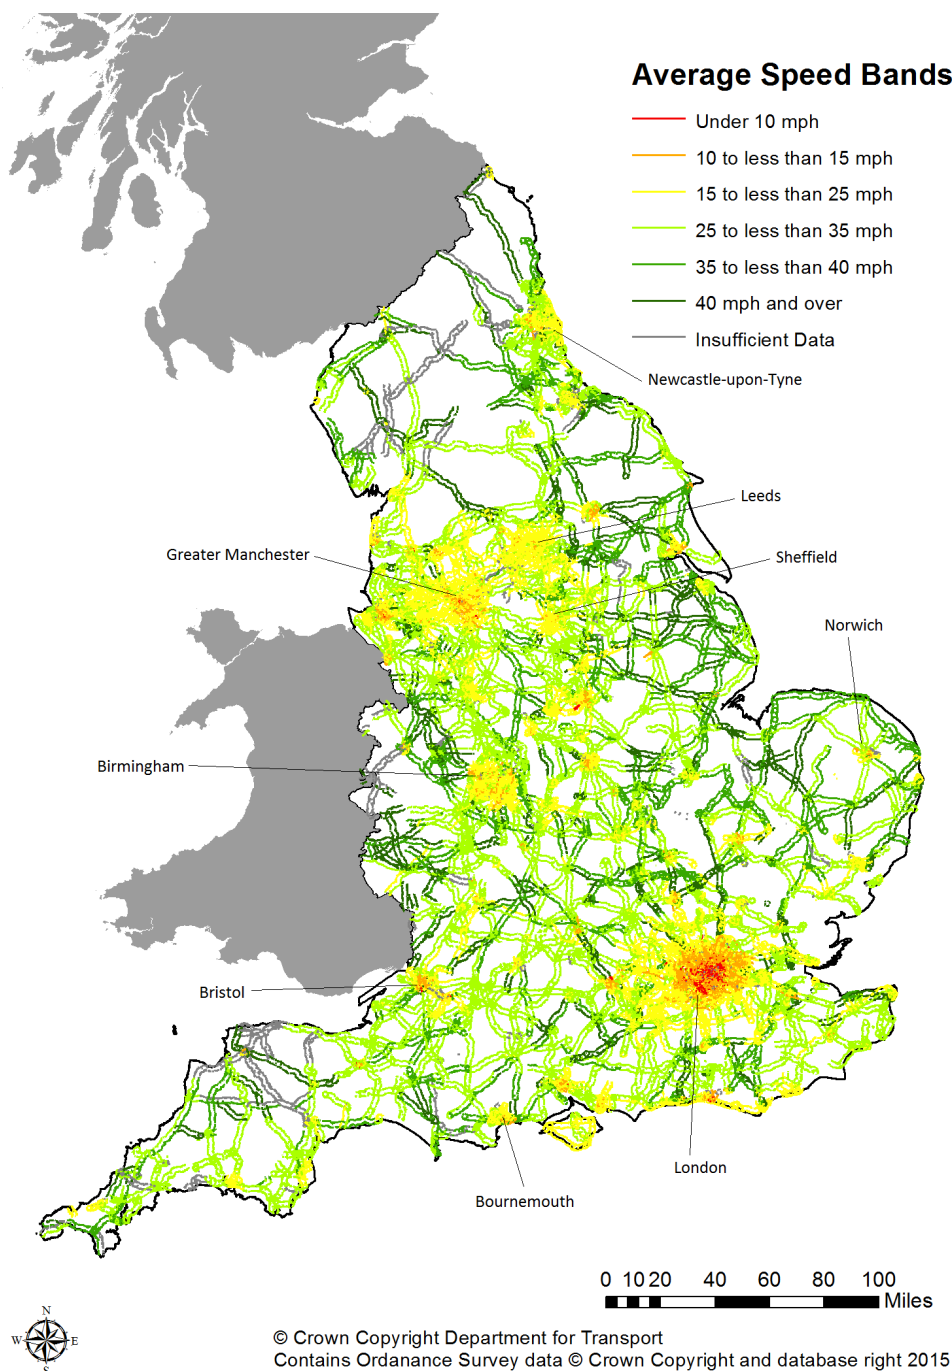 Average Speed Bands
Under 10 mph
10 to less than 15 mph
15 to less than 25 mph
25 to less than 35 mph
35 to less than 40 mph
40 mph and over
Insufficient Data
Newcastle-upon-Tyne
Leeds
Greater Manchester
Sheffield
Norwich
Birmingham
Bristol
London
Bournemouth
0 10 20 40 60 80 100
Miles
N
W E
S
© Crown Copyright Department for Transport
Contains Ordanance Survey data © Crown Copyright and database right 2015